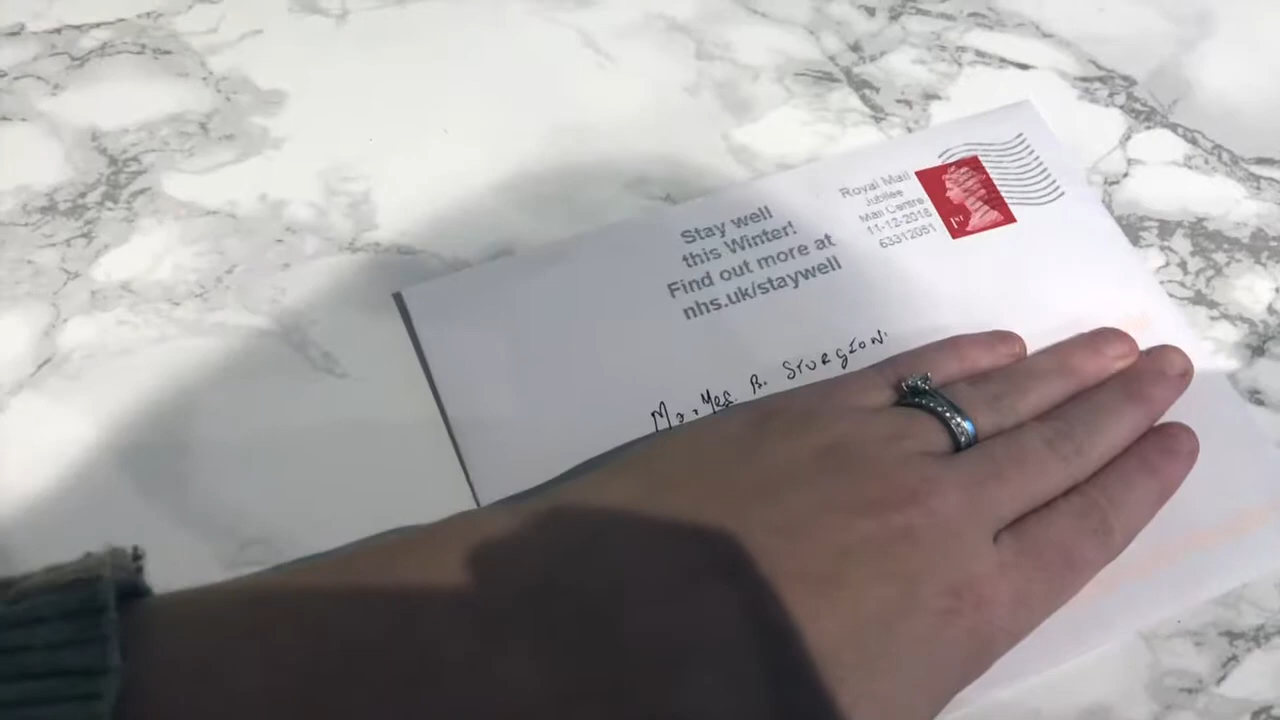 Stay well
this Winter!
Find out more at
nhs.uk/staywell
Royal Mail
Jubilee
Mail Centre
11-12-2018
63312051
1ST
Mr. Mrs B. STURGEON